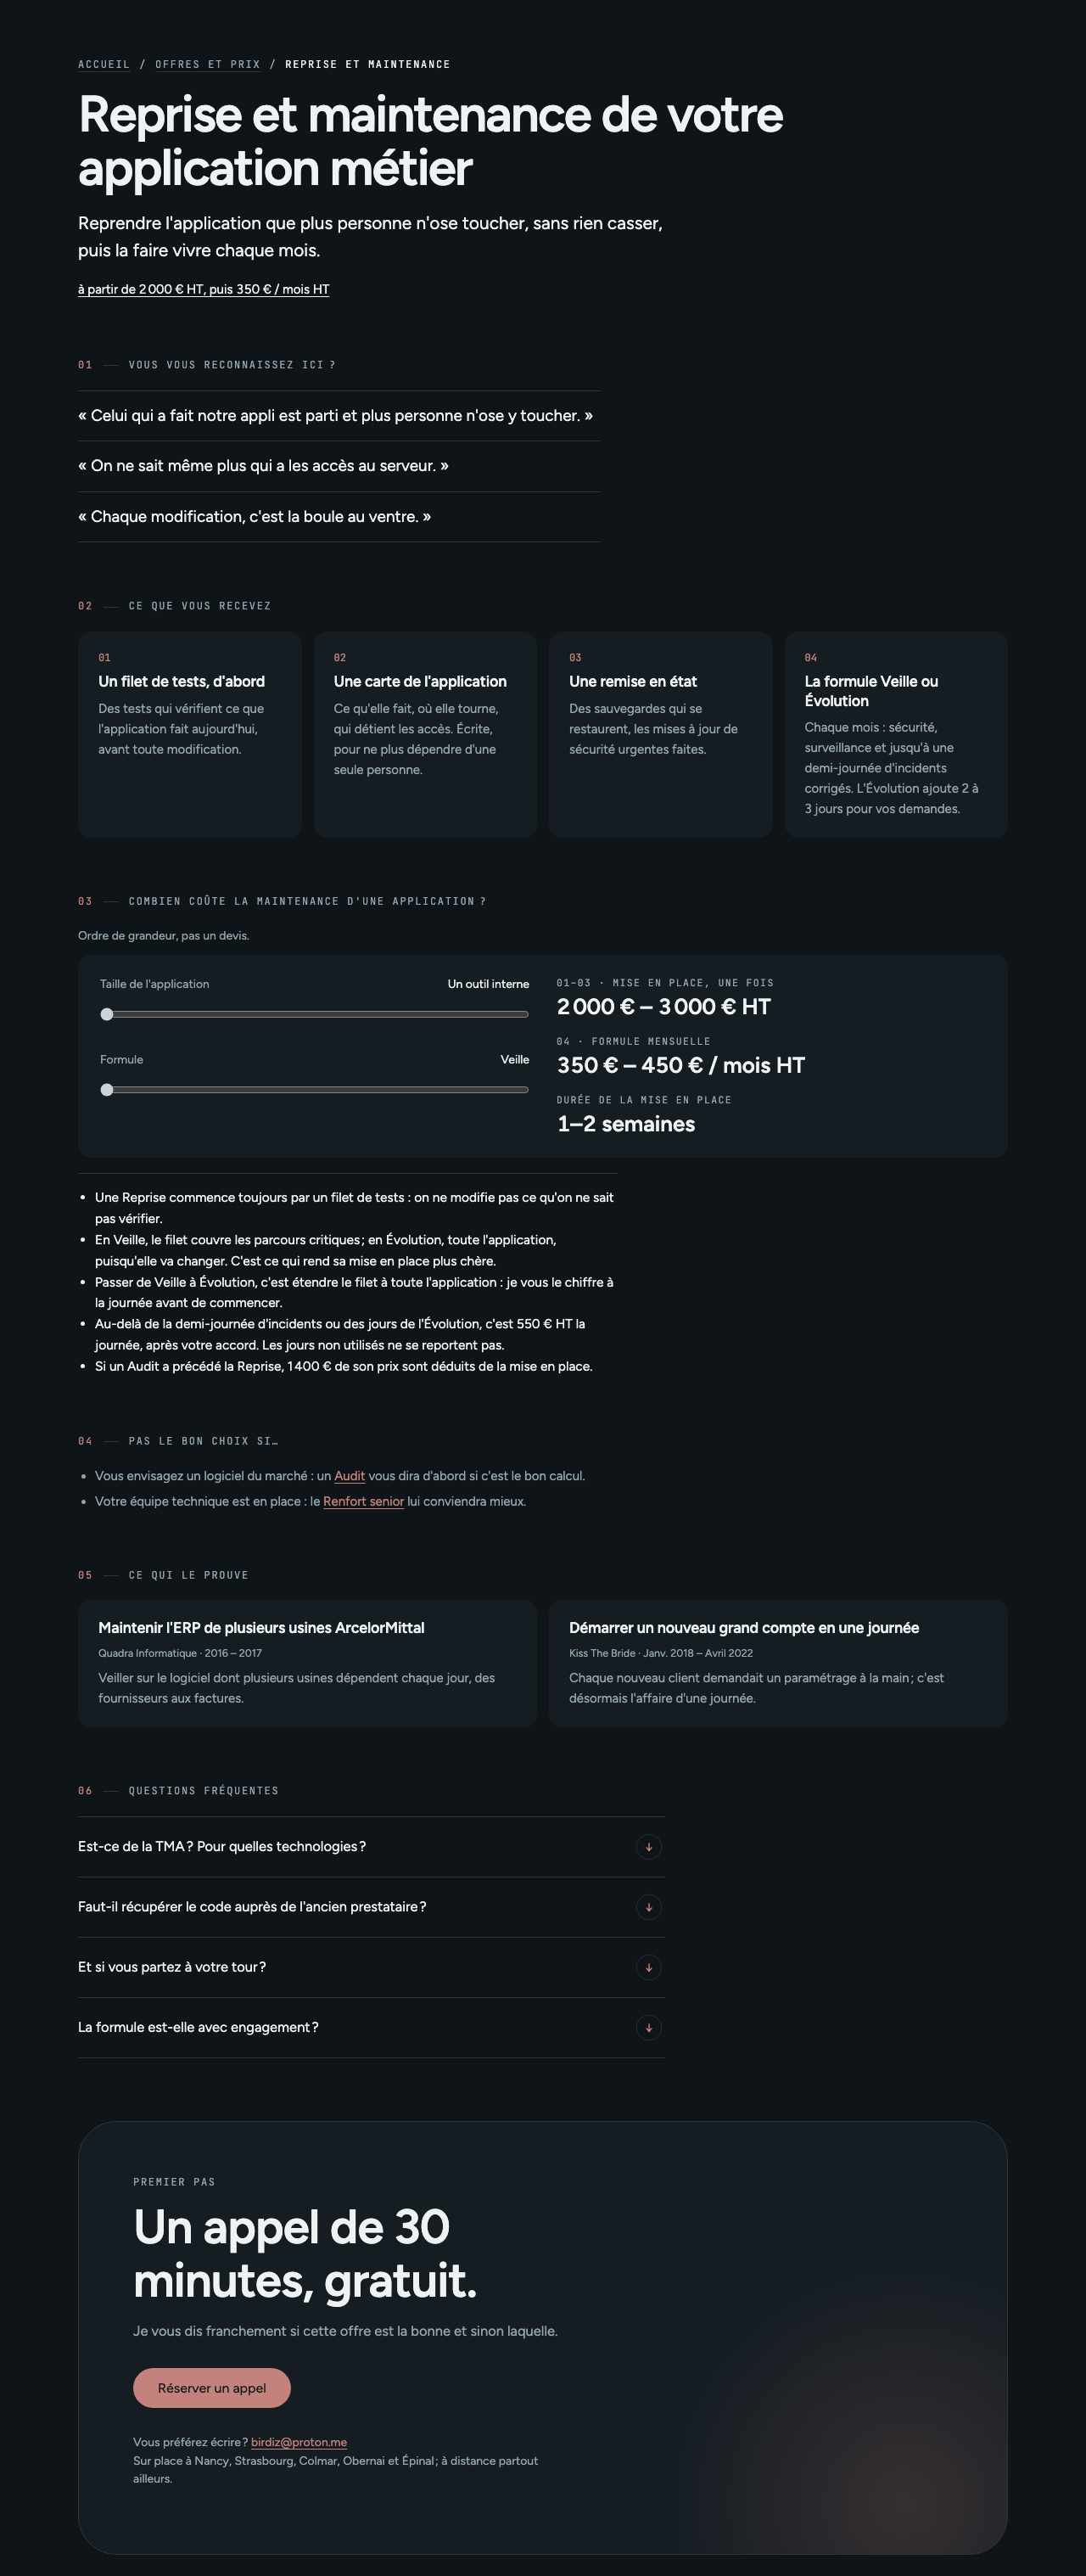 ACCUEIL / OFFRES ET PRIX / REPRISE ET MAINTENANCE
Reprise et maintenance de votre
application métier
Reprendre l'application que plus personne n'ose toucher, sans rien casser,
puis la faire vivre chaque mois.
à partir de 2 000 € HT, puis 350 € / mois HT
01 — VOUS VOUS RECONNAISSEZ ICI ?
« Celui qui a fait notre appli est parti et plus personne n'ose y toucher. »
« On ne sait même plus qui a les accès au serveur. »
« Chaque modification, c'est la boule au ventre. »
02 — CE QUE VOUS RECEVEZ
01
Un filet de tests, d'abord
Des tests qui vérifient ce que
l'application fait aujourd'hui,
avant toute modification.
02
Une carte de l'application
Ce qu'elle fait, où elle tourne,
qui détient les accès. Écrite,
pour ne plus dépendre d'une
seule personne.
03
Une remise en état
Des sauvegardes qui se
restaurent, les mises à jour de
sécurité urgentes faites.
04
La formule Veille ou
Évolution
Chaque mois : sécurité,
surveillance et jusqu'à une
demi-journée d'incidents
corrigés. L'Évolution ajoute 2 à
3 jours pour vos demandes.
03 — COMBIEN COÛTE LA MAINTENANCE D'UNE APPLICATION ?
Ordre de grandeur, pas un devis.
Taille de l'application Un outil interne
Formule Veille
01–03 · MISE EN PLACE, UNE FOIS
2 000 € – 3 000 € HT
04 · FORMULE MENSUELLE
350 € – 450 € / mois HT
DURÉE DE LA MISE EN PLACE
1–2 semaines
• Une Reprise commence toujours par un filet de tests : on ne modifie pas ce qu'on ne sait
pas vérifier.
• En Veille, le filet couvre les parcours critiques ; en Évolution, toute l'application,
puisqu'elle va changer. C'est ce qui rend sa mise en place plus chère.
• Passer de Veille à Évolution, c'est étendre le filet à toute l'application : je vous le chiffre à
la journée avant de commencer.
• Au-delà de la demi-journée d'incidents ou des jours de l'Évolution, c'est 550 € HT la
journée, après votre accord. Les jours non utilisés ne se reportent pas.
• Si un Audit a précédé la Reprise, 1 400 € de son prix sont déduits de la mise en place.
04 — PAS LE BON CHOIX SI…
• Vous envisagez un logiciel du marché : un Audit vous dira d'abord si c'est le bon calcul.
• Votre équipe technique est en place : le Renfort senior lui conviendra mieux.
05 — CE QUI LE PROUVE
Maintenir l'ERP de plusieurs usines ArcelorMittal
Quadra Informatique · 2016 – 2017
Veiller sur le logiciel dont plusieurs usines dépendent chaque jour, des
fournisseurs aux factures.
Démarrer un nouveau grand compte en une journée
Kiss The Bride · Janv. 2018 – Avril 2022
Chaque nouveau client demandait un paramétrage à la main ; c'est
désormais l'affaire d'une journée.
06 — QUESTIONS FRÉQUENTES
Est-ce de la TMA ? Pour quelles technologies ?
Faut-il récupérer le code auprès de l'ancien prestataire ?
Et si vous partez à votre tour ?
La formule est-elle avec engagement ?
PREMIER PAS
Un appel de 30
minutes, gratuit.
Je vous dis franchement si cette offre est la bonne et sinon laquelle.
Réserver un appel
Vous préférez écrire ? birdiz@proton.me
Sur place à Nancy, Strasbourg, Colmar, Obernai et Épinal ; à distance partout
ailleurs.